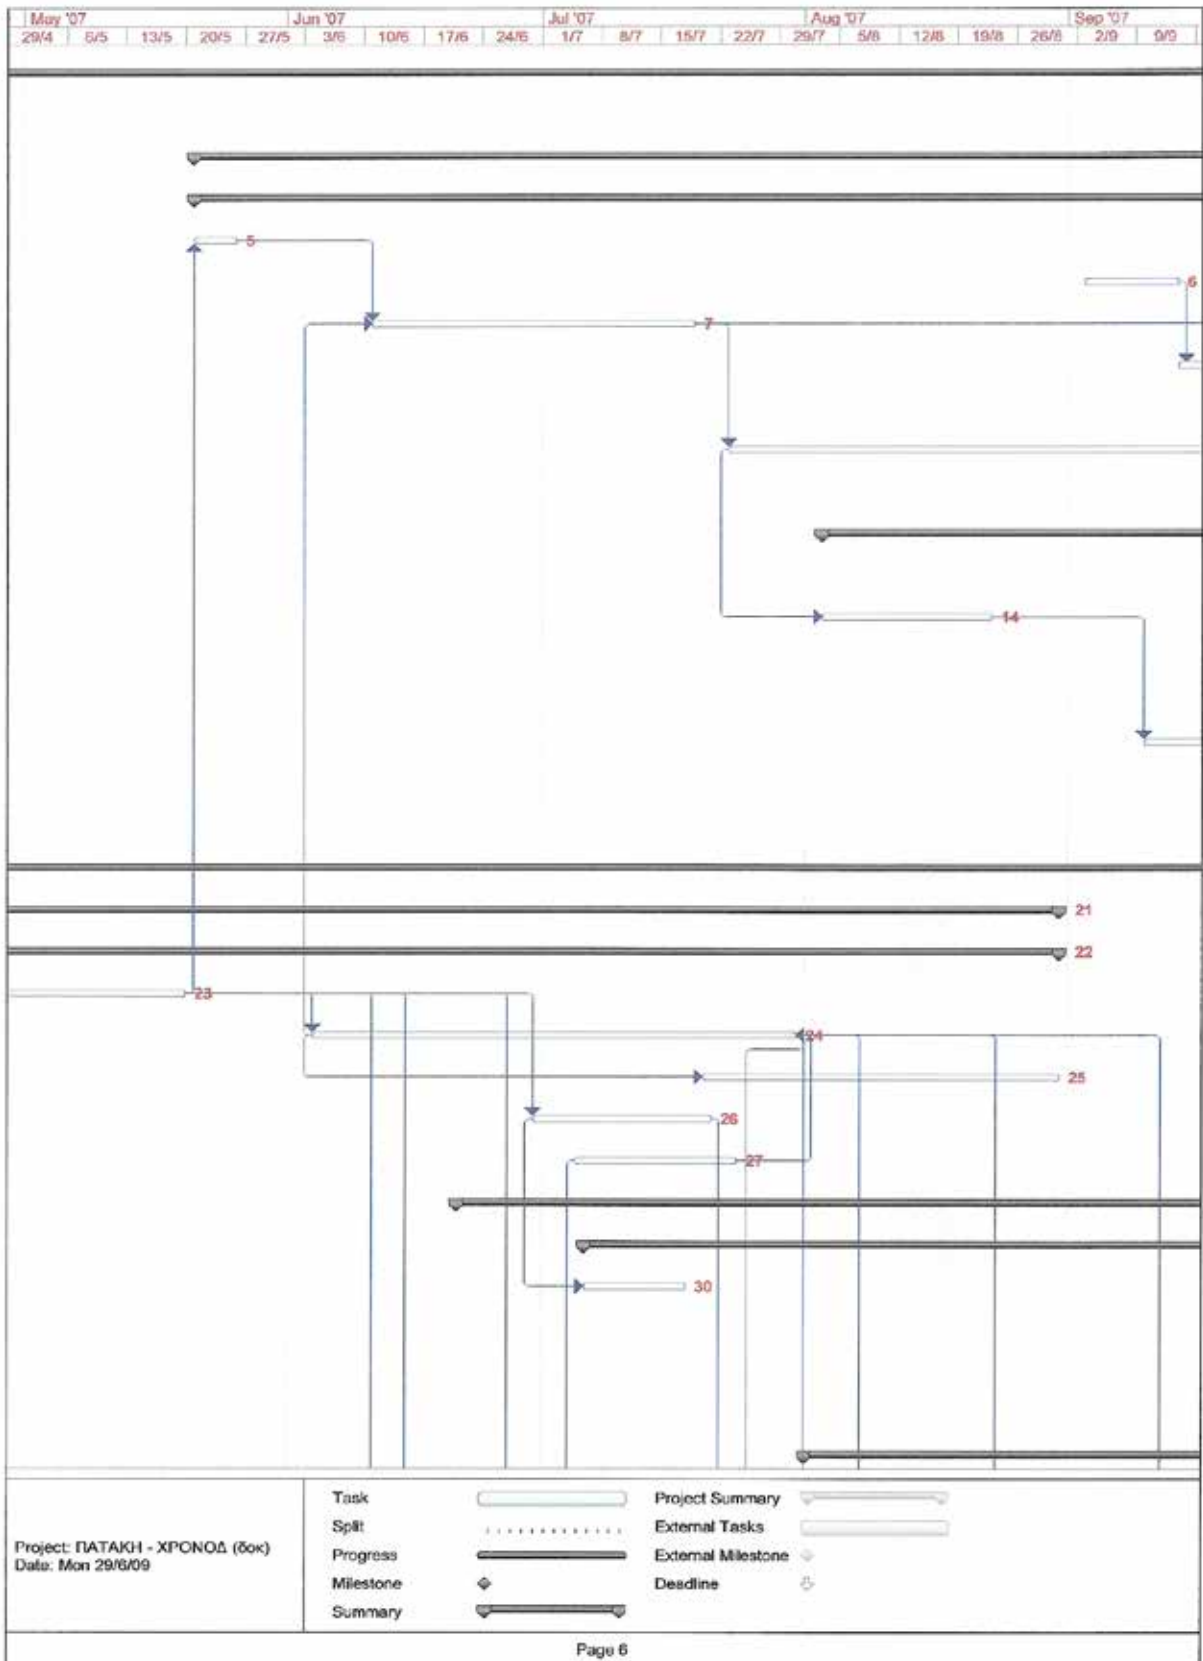 May '07 Jun '07 Jul '07 Aug '07 Sep '07
29/4 6/5 13/5 20/5 27/5 3/6 10/6 17/6 24/6 1/7 8/7 15/7 22/7 29/7 5/8 12/8 19/8 26/8 2/9 9/9
5
6
7
14
21
22
23
24
25
26
27
30
Task Project Summary
Split External Tasks
Progress External Milestone
Milestone Deadline
Summary
Project: ΠΑΤΑΚΗ - ΧΡΟΝΟΔ (δοκ)
Date: Mon 29/6/09
Page 6